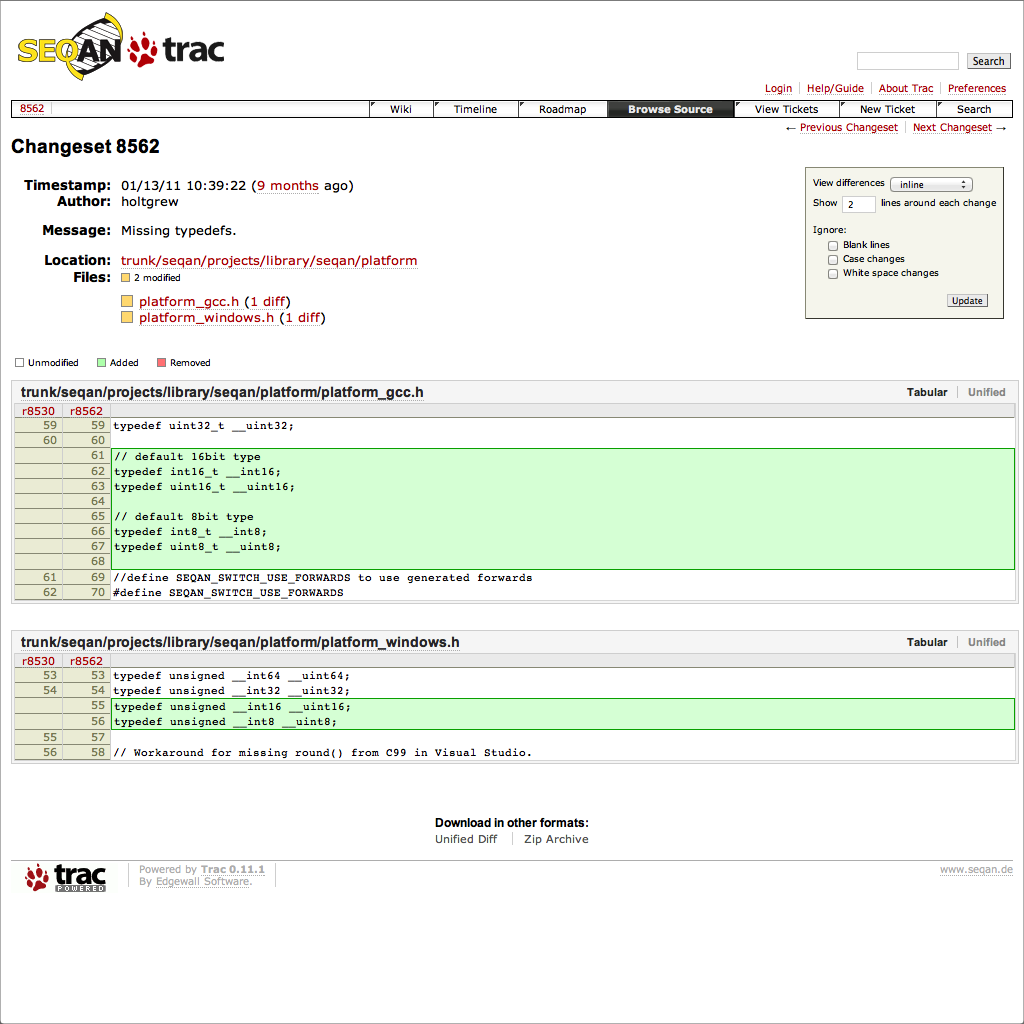 SEQAN trac
Search
Login Help/Guide About Trac Preferences
8562 Wiki Timeline Roadmap Browse Source View Tickets New Ticket Search
← Previous Changeset Next Changeset →
Changeset 8562
Timestamp: 01/13/11 10:39:22 (9 months ago)
Author: holtgrew
Message: Missing typedefs.
Location: trunk/seqan/projects/library/seqan/platform
Files: 2 modified
platform_gcc.h (1 diff)
platform_windows.h (1 diff)
View differences inline
Show 2 lines around each change
Ignore:
Blank lines
Case changes
White space changes
Update
Unmodified Added Removed
trunk/seqan/projects/library/seqan/platform/platform_gcc.h Tabular Unified
r8530 r8562
59 59 typedef uint32_t __uint32;
60 60
61 // default 16bit type
62 typedef int16_t __int16;
63 typedef uint16_t __uint16;
64
65 // default 8bit type
66 typedef int8_t __int8;
67 typedef uint8_t __uint8;
68
61 69 //define SEQAN_SWITCH_USE_FORWARDS to use generated forwards
62 70 #define SEQAN_SWITCH_USE_FORWARDS
trunk/seqan/projects/library/seqan/platform/platform_windows.h Tabular Unified
r8530 r8562
53 53 typedef unsigned __int64 __uint64;
54 54 typedef unsigned __int32 __uint32;
55 typedef unsigned __int16 __uint16;
56 typedef unsigned __int8 __uint8;
55 57
56 58 // Workaround for missing round() from C99 in Visual Studio.
Download in other formats:
Unified Diff Zip Archive
trac POWERED
Powered by Trac 0.11.1
By Edgewall Software.
www.seqan.de